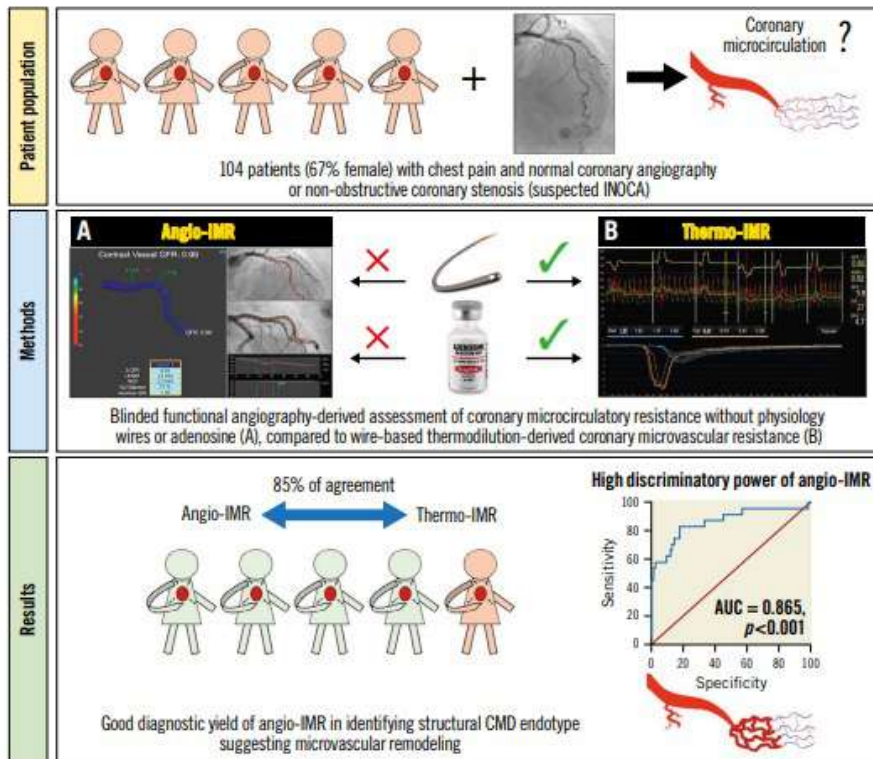 Patient population
Coronary
microcirculation ?
104 patients (67% female) with chest pain and normal coronary angiography
or non-obstructive coronary stenosis (suspected INOCA)
Methods
A
Angio-IMR
Contrast Vessel QFR: 0.98
B
Thermo-IMR
Blinded functional angiography-derived assessment of coronary microcirculatory resistance without physiology
wires or adenosine (A), compared to wire-based thermodilution-derived coronary microvascular resistance (B)
Results
85% of agreement
Angio-IMR
Thermo-IMR
Good diagnostic yield of angio-IMR in identifying structural CMD endotype
suggesting microvascular remodeling
High discriminatory power of angio-IMR
Sensitivity
100
80
60
40
20
0
AUC = 0.865,
p<0.001
0 20 40 60 80 100
Specificity